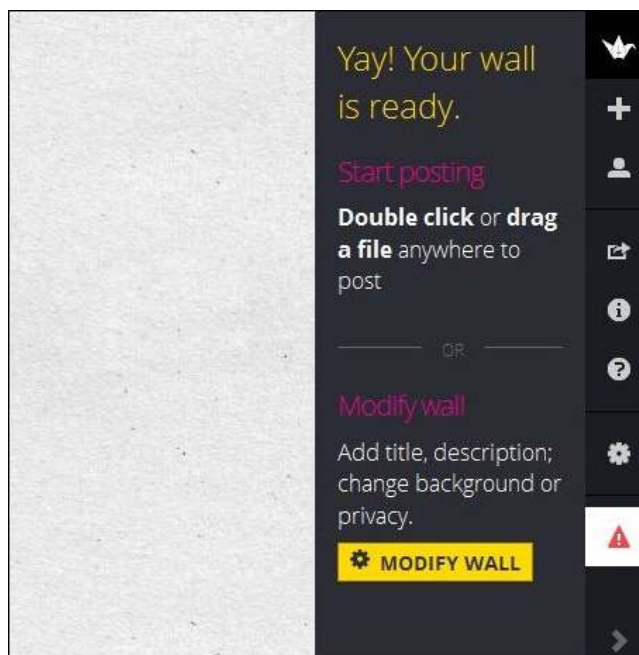 Yay! Your wall
is ready.
Start posting
Double click or drag
a file anywhere to
post
OR
Modify wall
Add title, description;
change background or
privacy.
MODIFY WALL